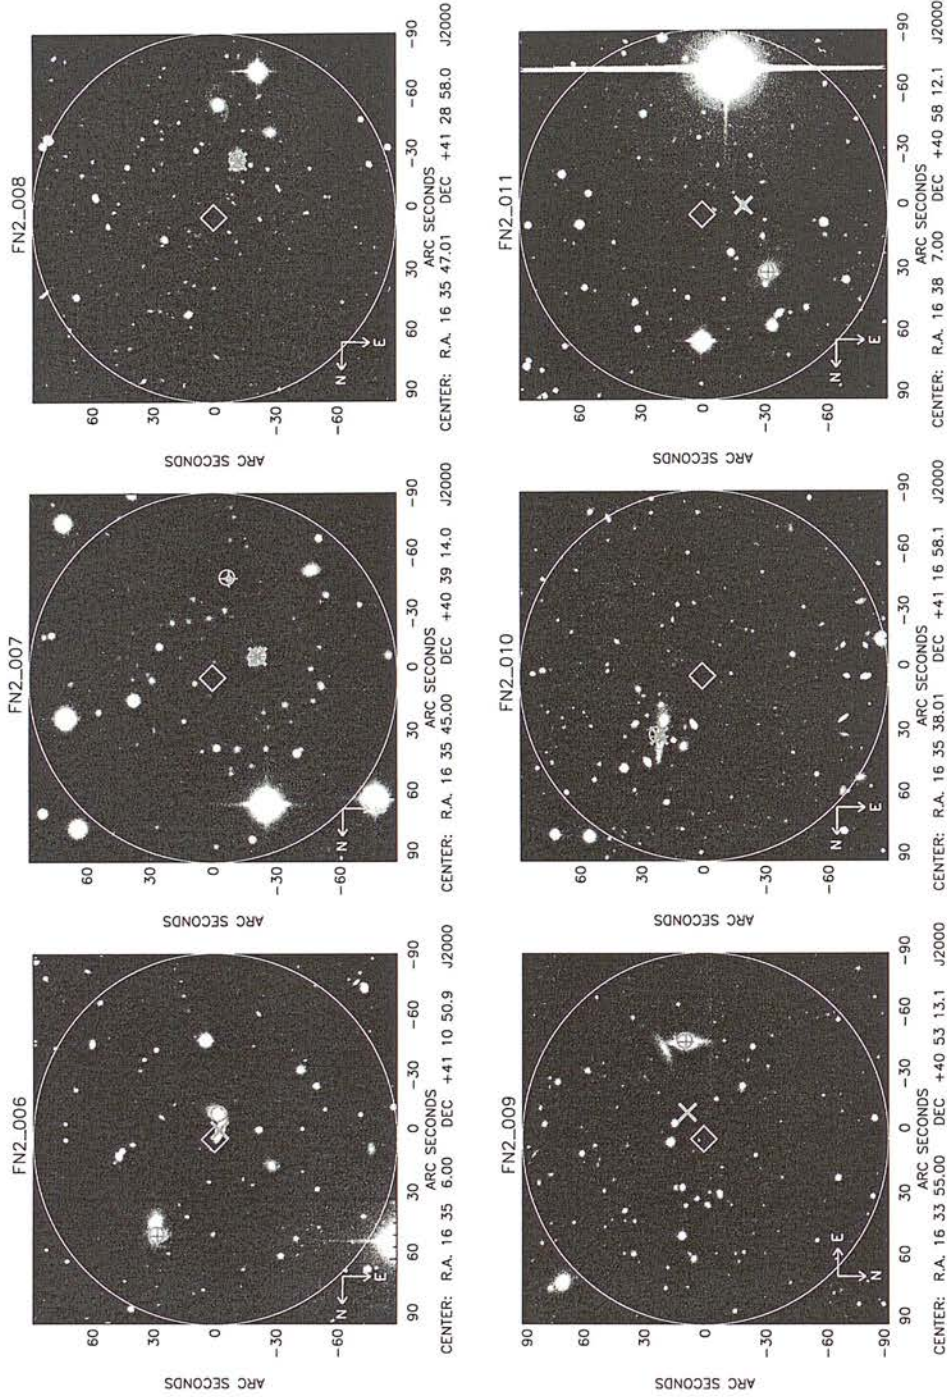 FN2_006
60
30
0
-30
-60
ARC SECONDS
N
E
90 60 30 0 -30 -60 -90
ARC SECONDS
CENTER: R.A. 16 35 6.00 DEC +41 10 50.9 J2000
FN2_007
60
30
0
-30
-60
ARC SECONDS
N
E
90 60 30 0 -30 -60 -90
ARC SECONDS
CENTER: R.A. 16 35 45.00 DEC +40 39 14.0 J2000
FN2_008
60
30
0
-30
-60
ARC SECONDS
N
E
90 60 30 0 -30 -60 -90
ARC SECONDS
CENTER: R.A. 16 35 47.01 DEC +41 28 58.0 J2000
FN2_009
90
60
30
0
-30
-60
-90
ARC SECONDS
E
N
90 60 30 0 -30 -60 -90
ARC SECONDS
CENTER: R.A. 16 33 55.00 DEC +40 53 13.1 J2000
FN2_010
60
30
0
-30
-60
ARC SECONDS
N
E
90 60 30 0 -30 -60 -90
ARC SECONDS
CENTER: R.A. 16 35 38.01 DEC +41 16 58.1 J2000
FN2_011
60
30
0
-30
-60
ARC SECONDS
N
E
90 60 30 0 -30 -60 -90
ARC SECONDS
CENTER: R.A. 16 38 7.00 DEC +40 58 12.1 J2000